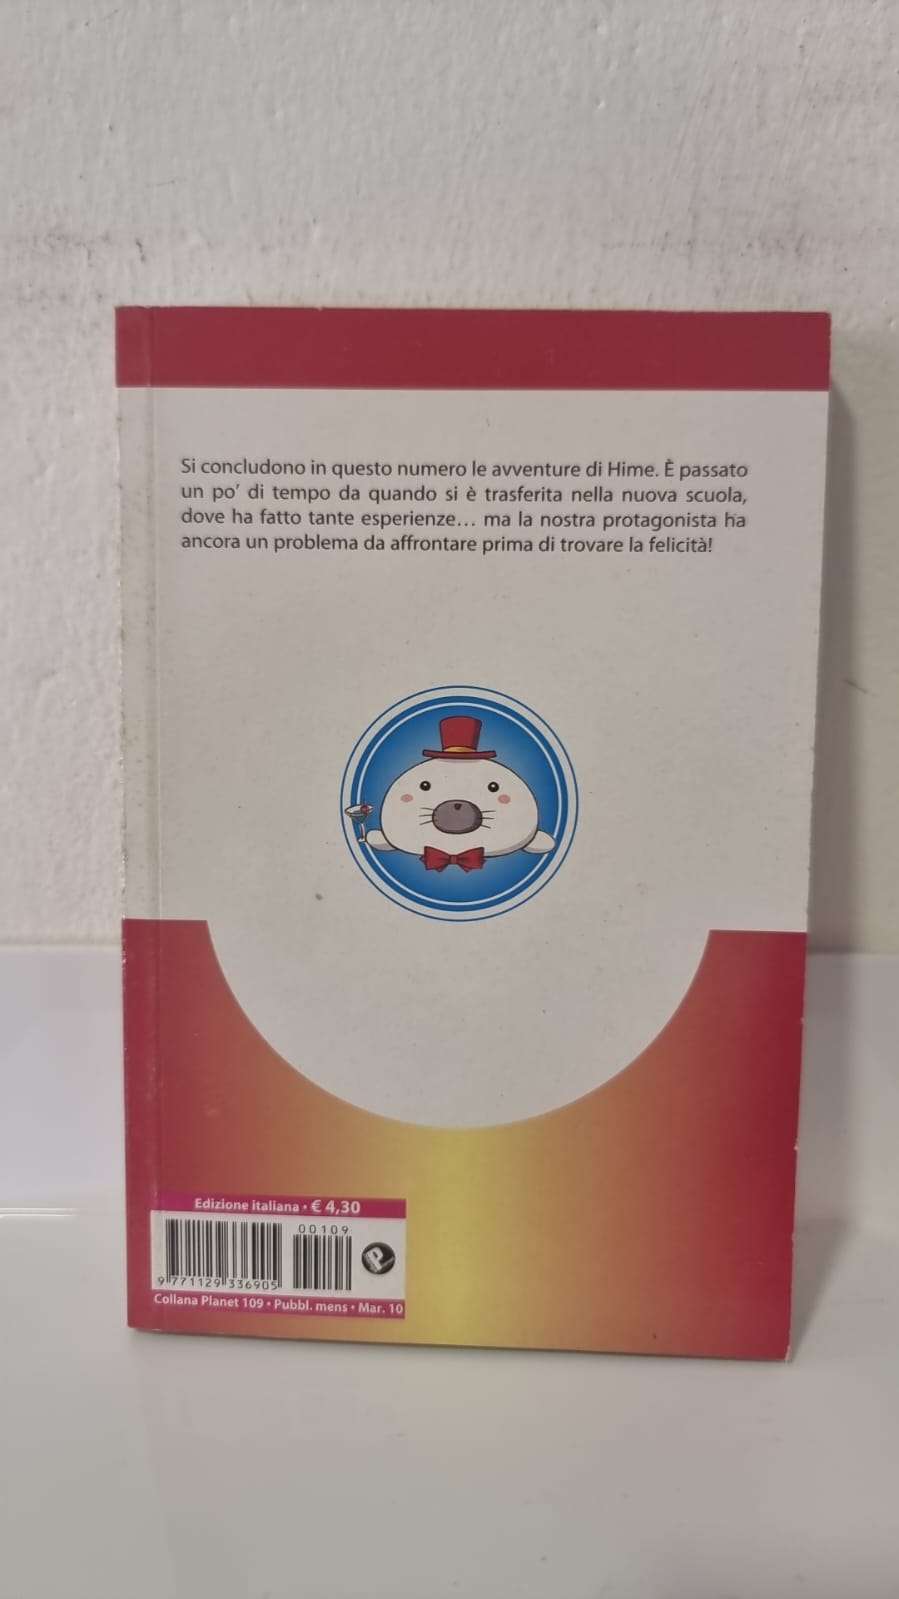 Si concludono in questo numero le avventure di Hime. È passato
un po’ di tempo da quando si è trasferita nella nuova scuola,
dove ha fatto tante esperienze... ma la nostra protagonista ha
ancora un problema da affrontare prima di trovare la felicità!
Edizione italiana • € 4,30
00109
9 771129 336905
P
Collana Planet 109 • Pubbl. mens • Mar. 10